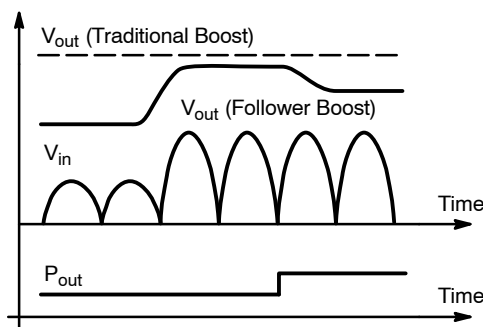 Vout (Traditional Boost)
Vout (Follower Boost)
Vin
Time
Pout
Time